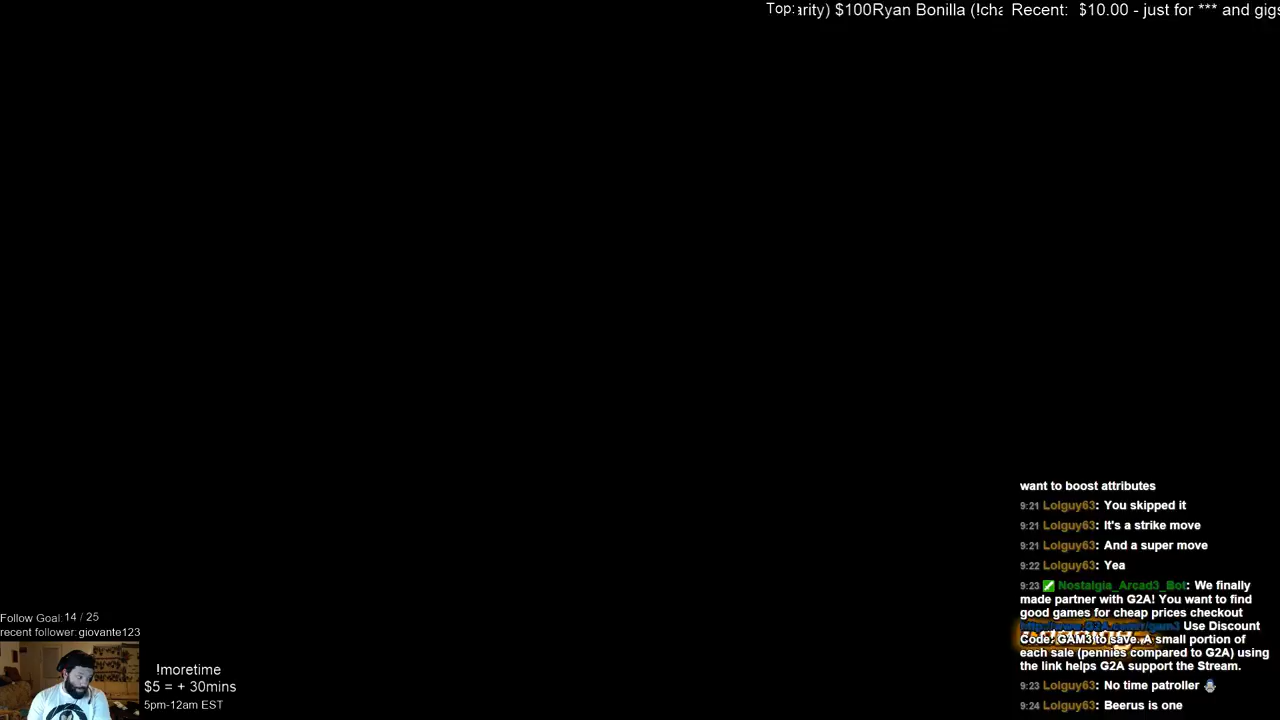 Top: arity) $100Ryan Bonilla (!cha Recent: $10.00 - just for *** and gigs
want to boost attributes
9:21 Lolguy63: You skipped it
9:21 Lolguy63: It's a strike move
9:21 Lolguy63: And a super move
9:22 Lolguy63: Yea
9:23 Nostalgia_Arcad3_Bot: We finally
made partner with G2A! You want to find
good games for cheap prices checkout
Use Discount
Code: GAM3 to save. A small portion of
each sale (pennies compared to G2A) using
the link helps G2A support the Stream.
9:23 Lolguy63: No time patroller
9:24 Lolguy63: Beerus is one
Follow Goal: 14 / 25
recent follower: giovante123
!moretime
$5 = + 30mins
5pm-12am EST